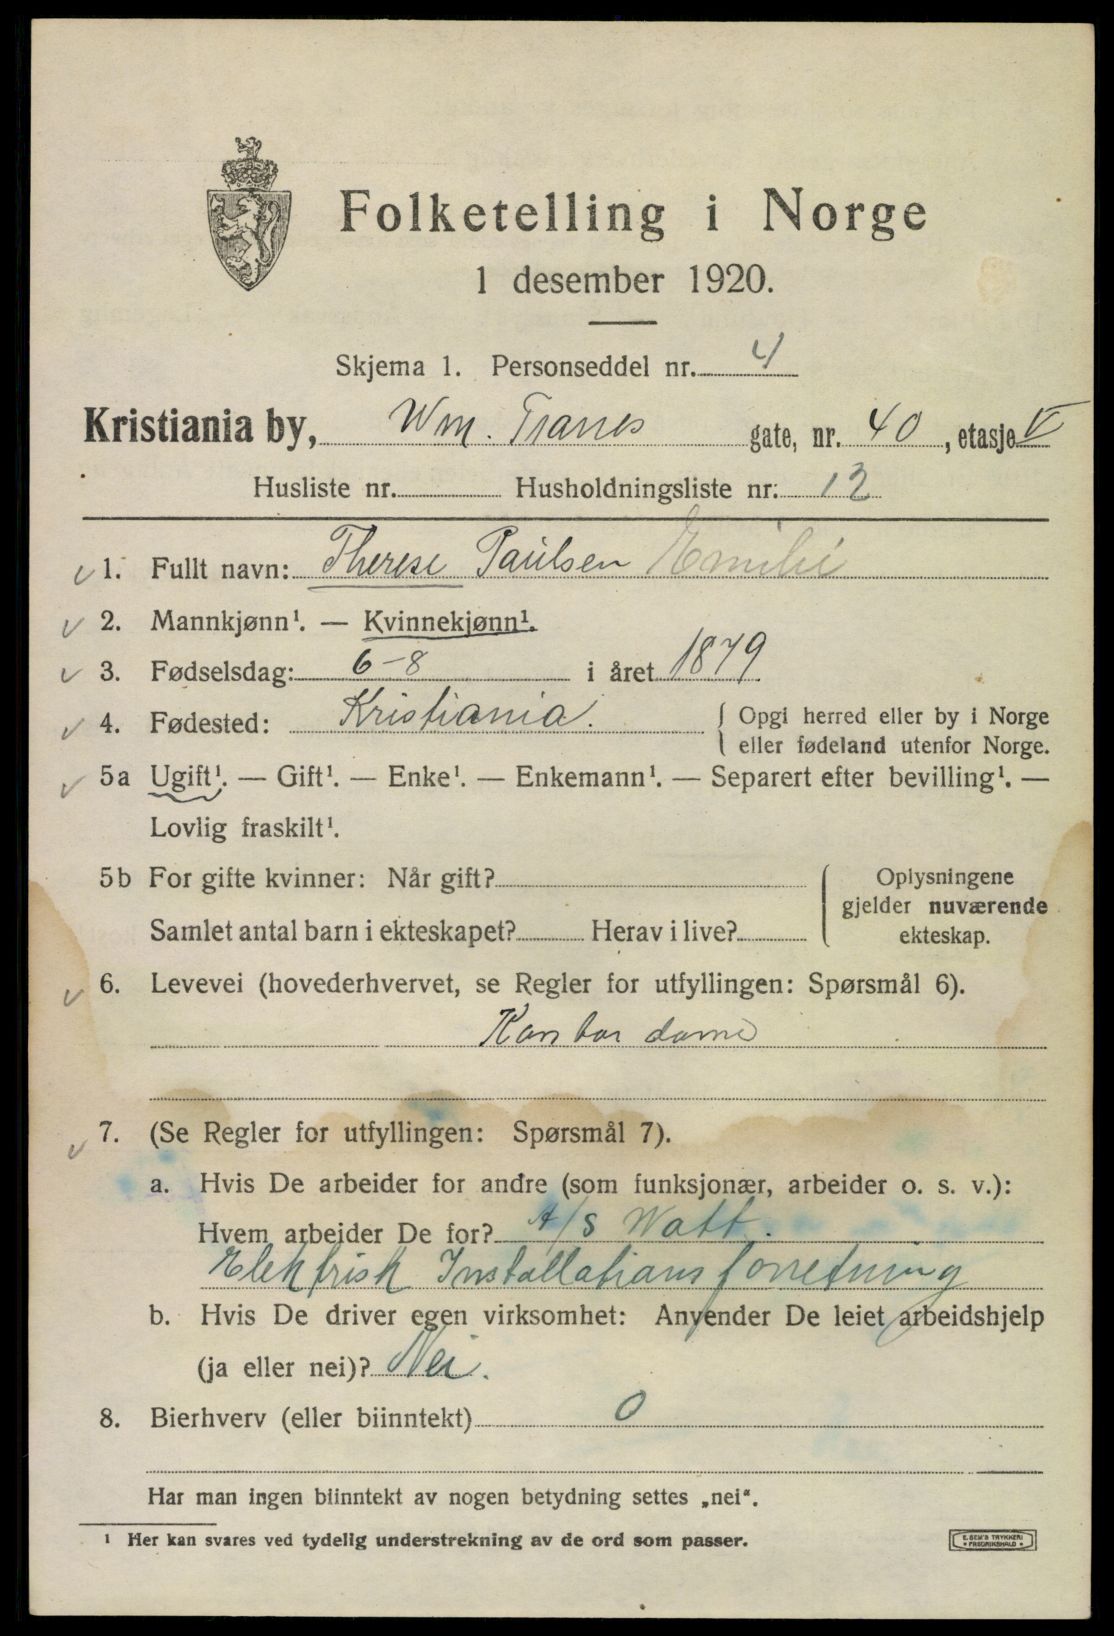 Folketelling i Norge
1 desember 1920.
Skjema 1. Personseddel nr. 4
Kristiania by, Wm. Tranes gate, nr. 40, etasje V
Husliste nr. Husholdningsliste nr. 12
1. Fullt navn: Therese Paulsen Emilie
2. Mannkjønn¹. — Kvinnekjønn¹.
3. Fødselsdag: 6-8 i året 1879
4. Fødested: Kristiania. Opgi herred eller by i Norge
eller fødeland utenfor Norge.
5a Ugift¹. — Gift¹. — Enke¹. — Enkemann¹. — Separert efter bevilling¹. —
Lovlig fraskilt¹.
5b For gifte kvinner: Når gift?
Samlet antal barn i ekteskapet? Herav i live?
Oplysningene
gjelder nuværende
ekteskap.
6. Levevei (hovederhvervet, se Regler for utfyllingen: Spørsmål 6).
Kontor dame
7. (Se Regler for utfyllingen: Spørsmål 7).
a. Hvis De arbeider for andre (som funksjonær, arbeider o. s. v.):
Hvem arbeider De for? A/S Watt.
Elektrisk Installationsforretning
b. Hvis De driver egen virksomhet: Anvender De leiet arbeidshjelp
(ja eller nei)? Nei.
8. Bierhverv (eller biinntekt) 0
Har man ingen biinntekt av nogen betydning settes „nei“.
¹ Her kan svares ved tydelig understrekning av de ord som passer.
E. SEM'S TRYKKERI
• FREDRIKSHALD •